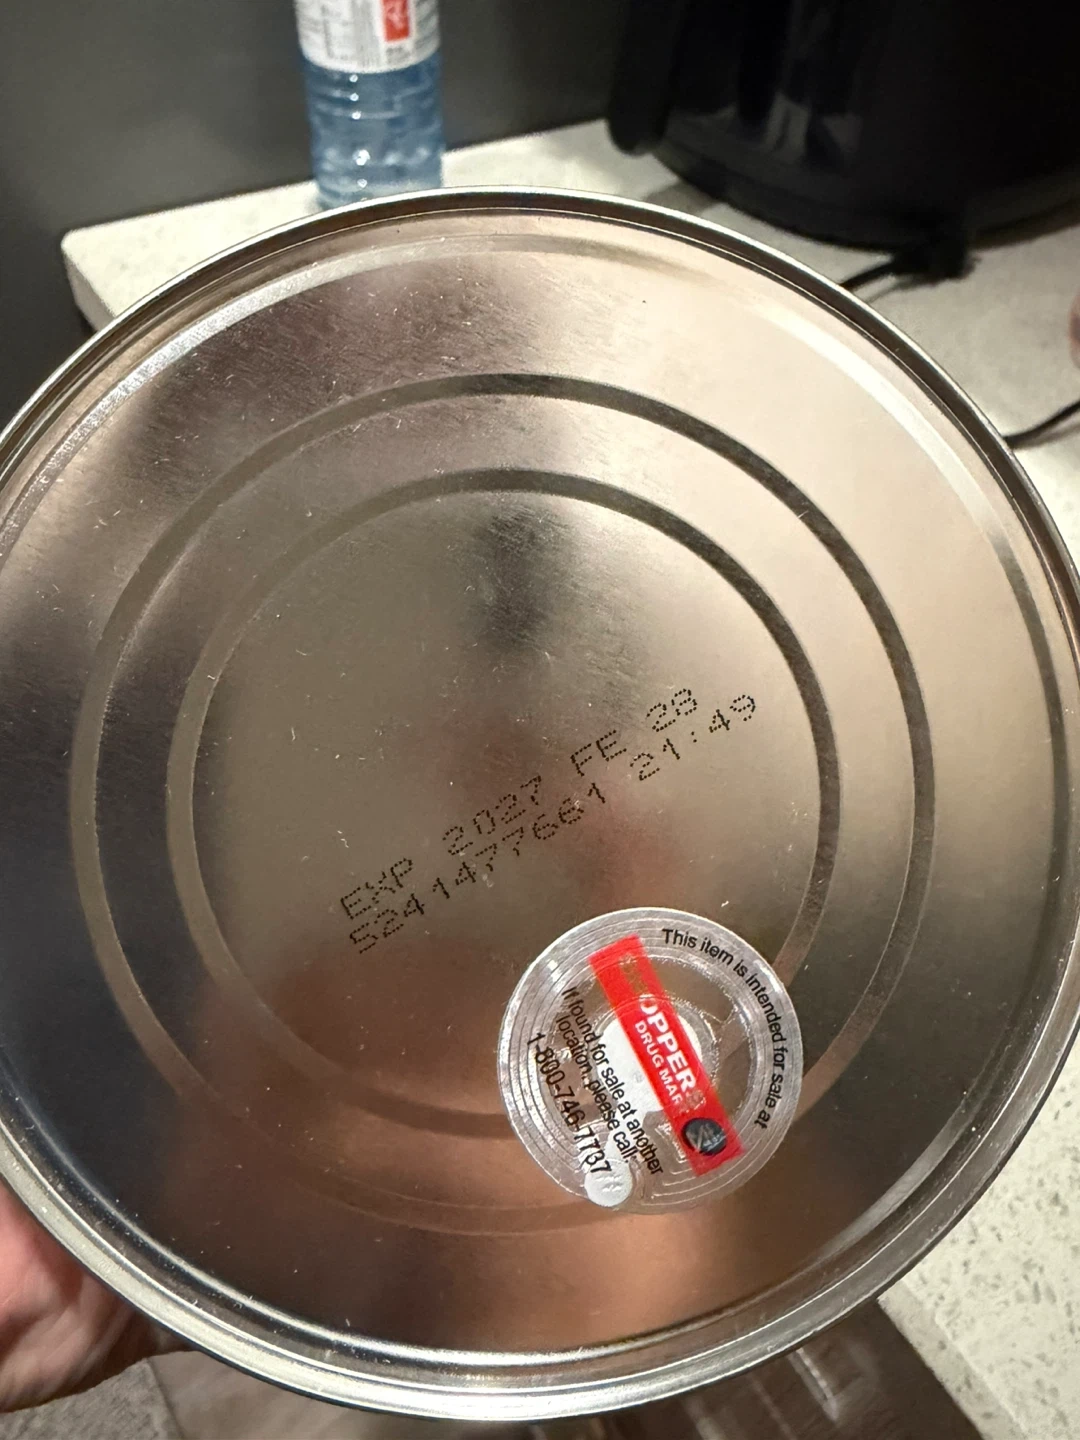 EXP 2027 FE 28
5241477661 21:49
This item is intended for sale at
SHOPPERS
DRUG MART
If found for sale at another
location, please call:
1-800-746-7737